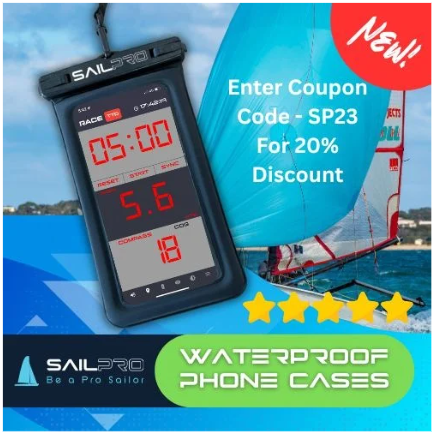 NEW!
SAILPRO
Enter Coupon
Code - SP23
For 20%
Discount
RACE
05:00
RESET START SYNC
5.6
COG
COMPASS
18
SAILPRO
Be a Pro Sailor
WATERPROOF
PHONE CASES